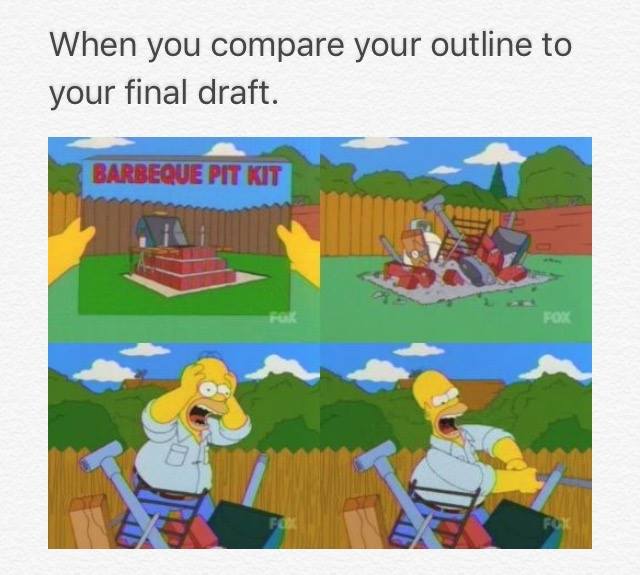 When you compare your outline to
your final draft.
BARBEQUE PIT KIT
FOX
FOX
FOX
FOX